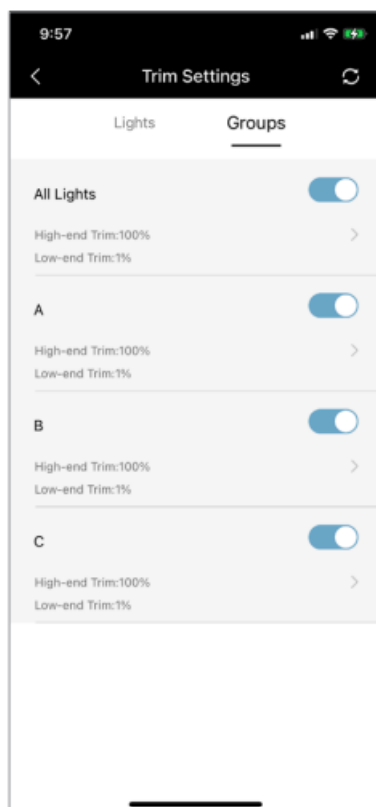 9:57
Trim Settings
Lights Groups
All Lights
High-end Trim:100%
Low-end Trim:1%
A
High-end Trim:100%
Low-end Trim:1%
B
High-end Trim:100%
Low-end Trim:1%
C
High-end Trim:100%
Low-end Trim:1%